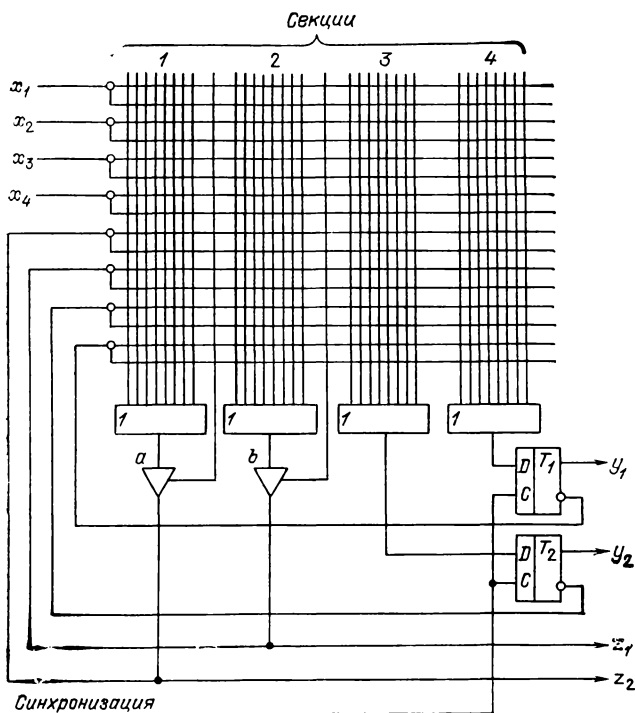 Секции
1 2 3 4
x₁
x₂
x₃
x₄
1 1 1 1
a b
D T₁ y₁
C
D T₂ y₂
C
z₁
z₂
Синхронизация